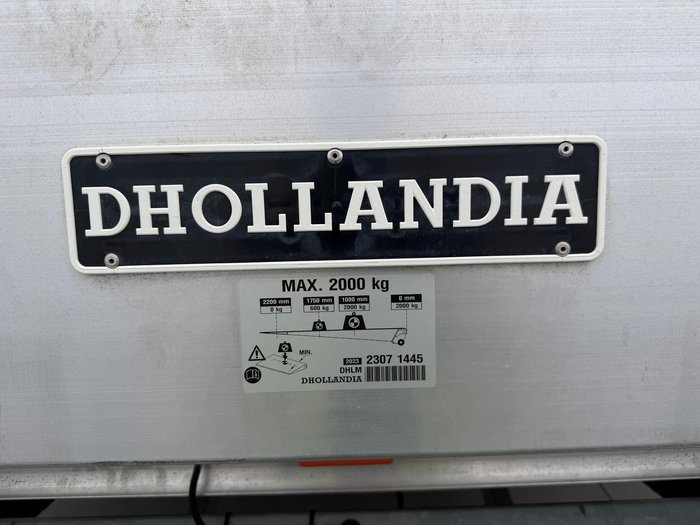 DHOLLANDIA
MAX. 2000 kg
2200 mm 1750 mm 1000 mm 0 mm
0 kg 600 kg 2000 kg 2000 kg
MIN.
2023 2307 1445
DHLM
DHOLLANDIA